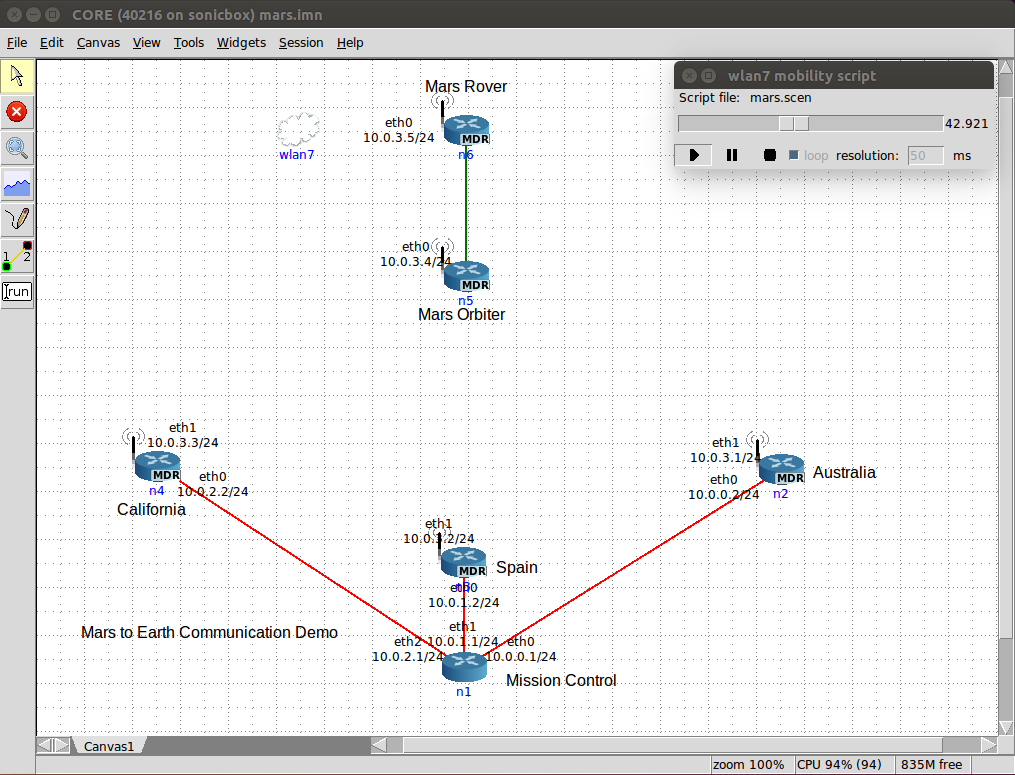 CORE (40216 on sonicbox) mars.imn
File Edit Canvas View Tools Widgets Session Help
wlan7 mobility script
Script file: mars.scen
42.921
loop resolution: 50 ms
1 2
run
Mars Rover
eth0
10.0.3.5/24
MDR
n6
wlan7
eth0
10.0.3.4/24
MDR
n5
Mars Orbiter
eth1
10.0.3.3/24
MDR
n4
eth0
10.0.2.2/24
California
eth1
10.0.3.1/24
MDR
n2
eth0
10.0.0.2/24
Australia
eth1
10.0.3.2/24
MDR
Spain
n3
eth0
10.0.1.2/24
Mars to Earth Communication Demo
eth1
eth2 10.0.1.1/24 eth0
10.0.2.1/24 10.0.0.1/24
n1
Mission Control
Canvas1
zoom 100% CPU 94% (94) 835M free